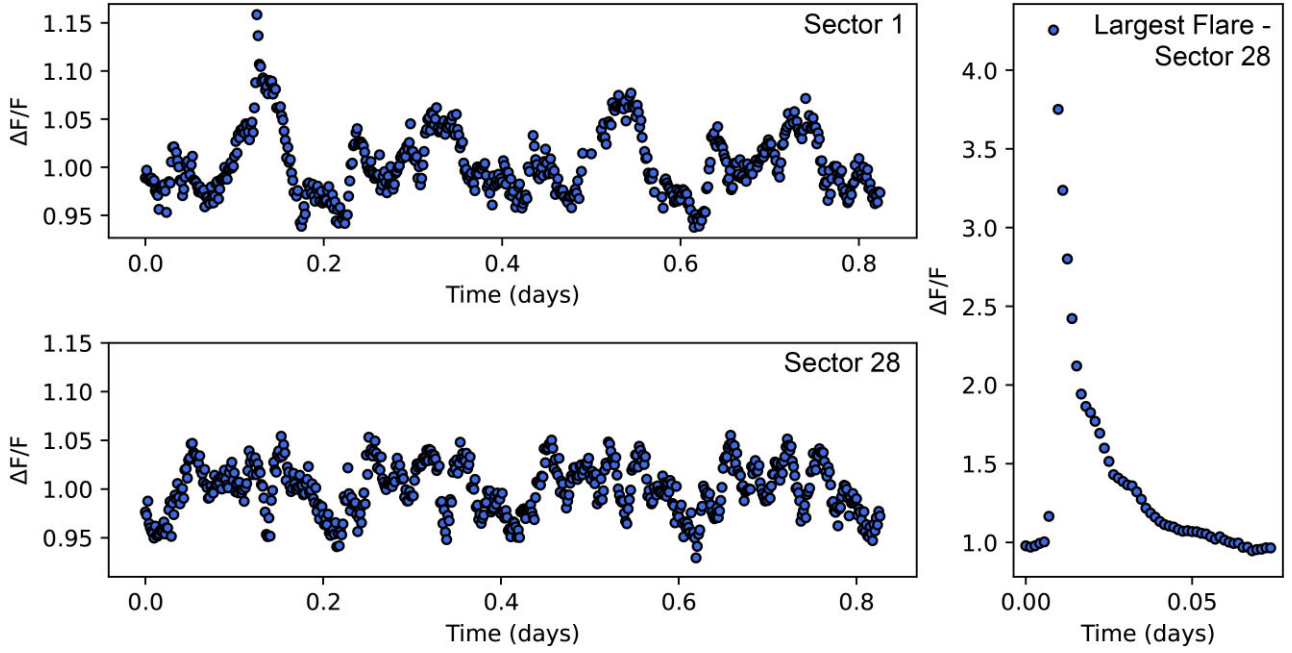 Sector 1
ΔF/F
1.15
1.10
1.05
1.00
0.95
0.0 0.2 0.4 0.6 0.8
Time (days)
Sector 28
ΔF/F
1.15
1.10
1.05
1.00
0.95
0.0 0.2 0.4 0.6 0.8
Time (days)
Largest Flare -
Sector 28
ΔF/F
4.0
3.5
3.0
2.5
2.0
1.5
1.0
0.00 0.05
Time (days)